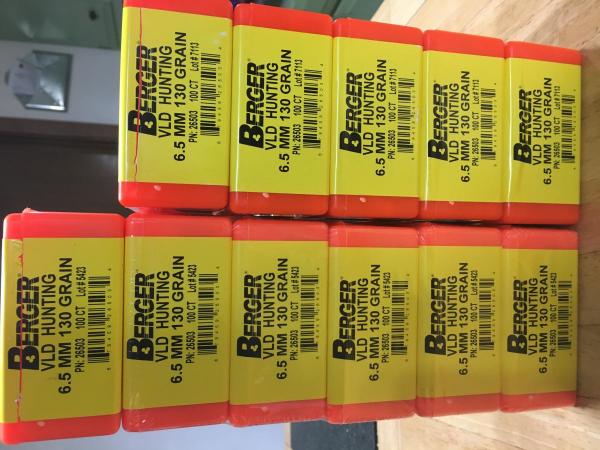 BERGER
VLD HUNTING
6.5 MM 130 GRAIN
PN: 26503 100 CT Lot # 7113
BERGER
VLD HUNTING
6.5 MM 130 GRAIN
PN: 26503 100 CT Lot # 7113
BERGER
VLD HUNTING
6.5 MM 130 GRAIN
PN: 26503 100 CT Lot # 7113
BERGER
VLD HUNTING
6.5 MM 130 GRAIN
PN: 26503 100 CT Lot # 7113
BERGER
VLD HUNTING
6.5 MM 130 GRAIN
PN: 26503 100 CT Lot # 7113
BERGER
VLD HUNTING
6.5 MM 130 GRAIN
PN: 26503 100 CT Lot # 5423
BERGER
VLD HUNTING
6.5 MM 130 GRAIN
PN: 26503 100 CT Lot # 5423
BERGER
VLD HUNTING
6.5 MM 130 GRAIN
PN: 26503 100 CT Lot # 5423
BERGER
VLD HUNTING
6.5 MM 130 GRAIN
PN: 26503 100 CT Lot # 5423
BERGER
VLD HUNTING
6.5 MM 130 GRAIN
PN: 26503 100 CT Lot # 5423
BERGER
VLD HUNTING
6.5 MM 130 GRAIN
PN: 26503 100 CT Lot # 5423